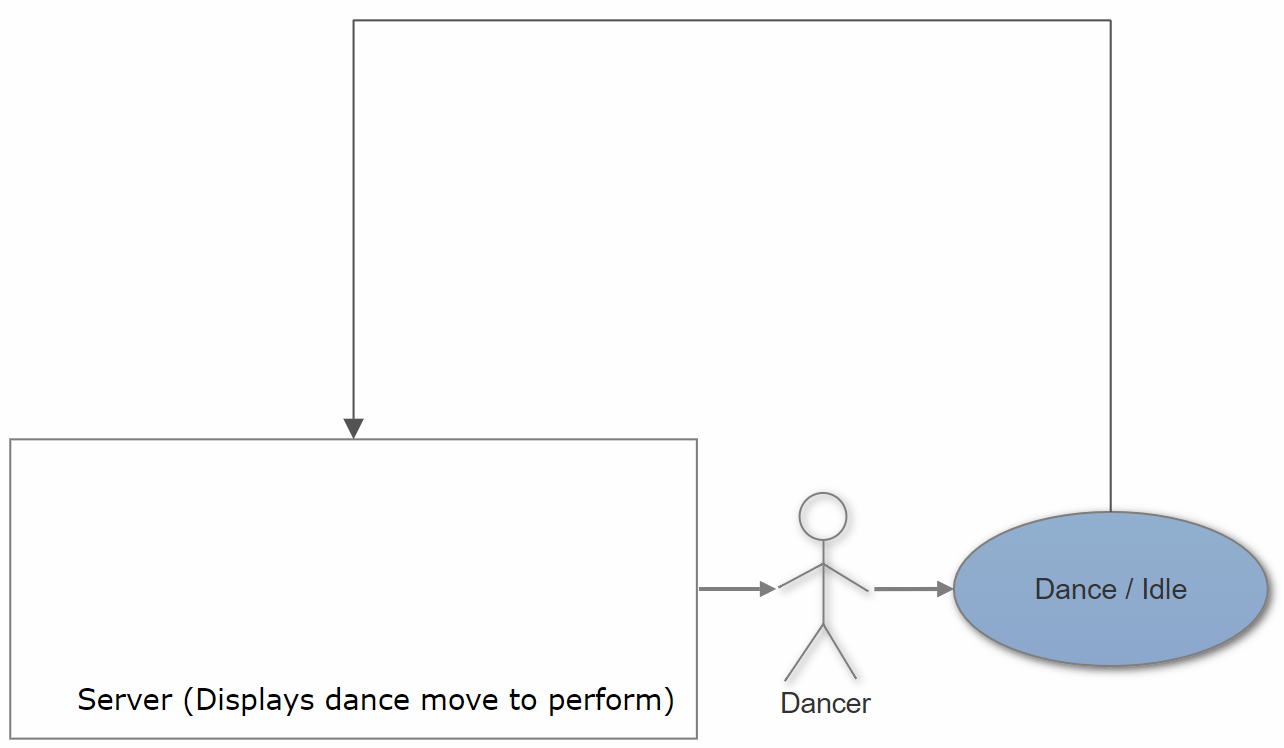 Dance / Idle
Server (Displays dance move to perform)
Dancer